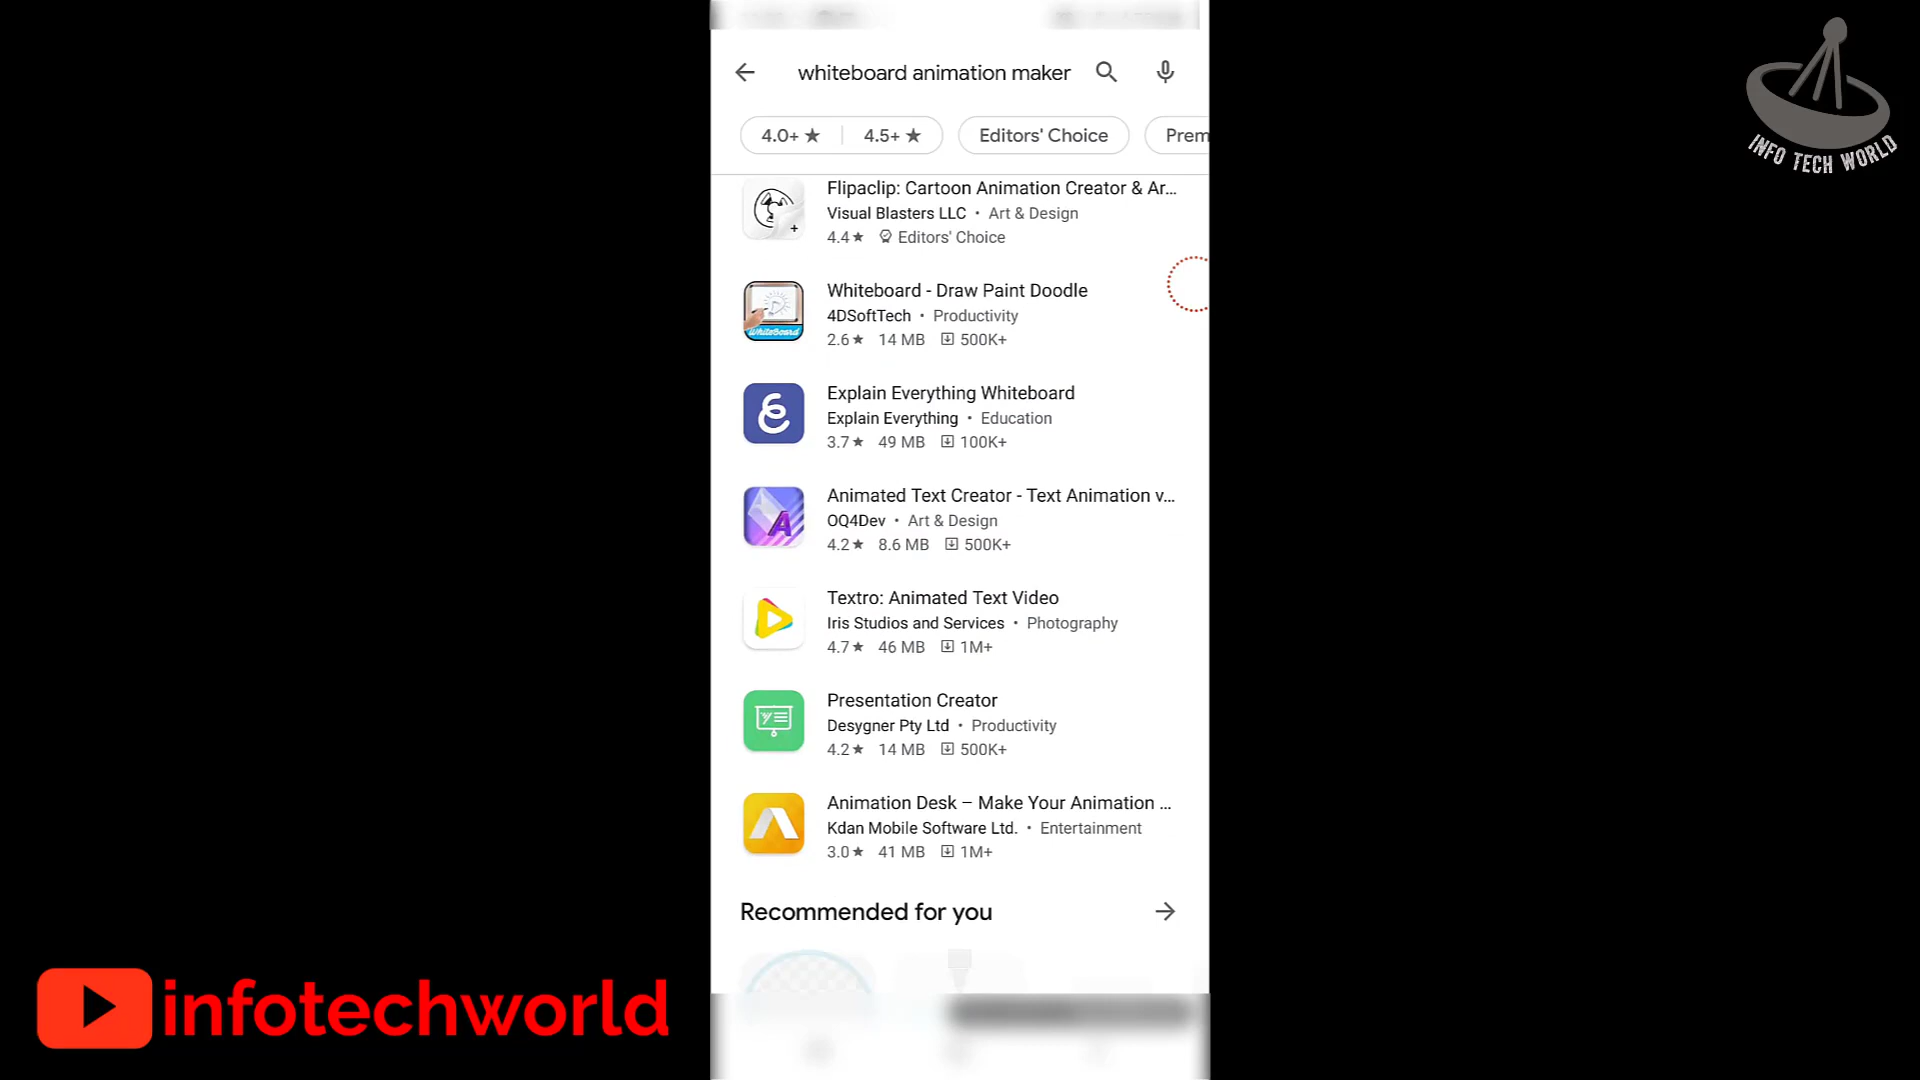 whiteboard animation maker
4.0+ ★ 4.5+ ★ Editors' Choice Prem
Flipaclip: Cartoon Animation Creator & Ar...
Visual Blasters LLC • Art & Design
4.4★ Editors' Choice
Whiteboard - Draw Paint Doodle
4DSoftTech • Productivity
2.6★ 14 MB 500K+
WhiteBoard
Explain Everything Whiteboard
Explain Everything • Education
3.7★ 49 MB 100K+
Animated Text Creator - Text Animation v...
OQ4Dev • Art & Design
4.2★ 8.6 MB 500K+
Textro: Animated Text Video
Iris Studios and Services • Photography
4.7★ 46 MB 1M+
Presentation Creator
Desygner Pty Ltd • Productivity
4.2★ 14 MB 500K+
Animation Desk – Make Your Animation ...
Kdan Mobile Software Ltd. • Entertainment
3.0★ 41 MB 1M+
Recommended for you
INFO TECH WORLD
infotechworld